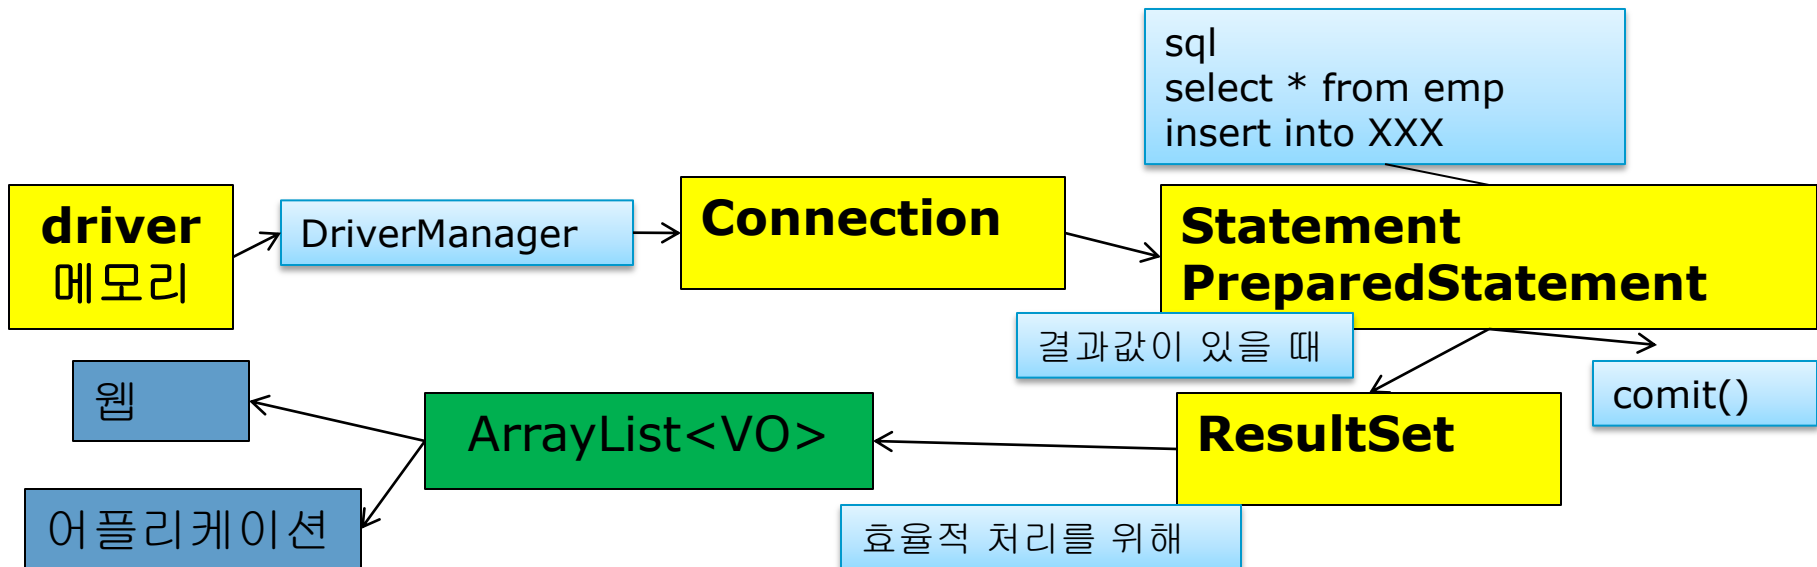 sql
select * from emp
insert into XXX
driver
메모리
DriverManager
Connection
Statement
PreparedStatement
결과값이 있을 때
comit()
웹
ArrayList<VO>
ResultSet
어플리케이션
효율적 처리를 위해